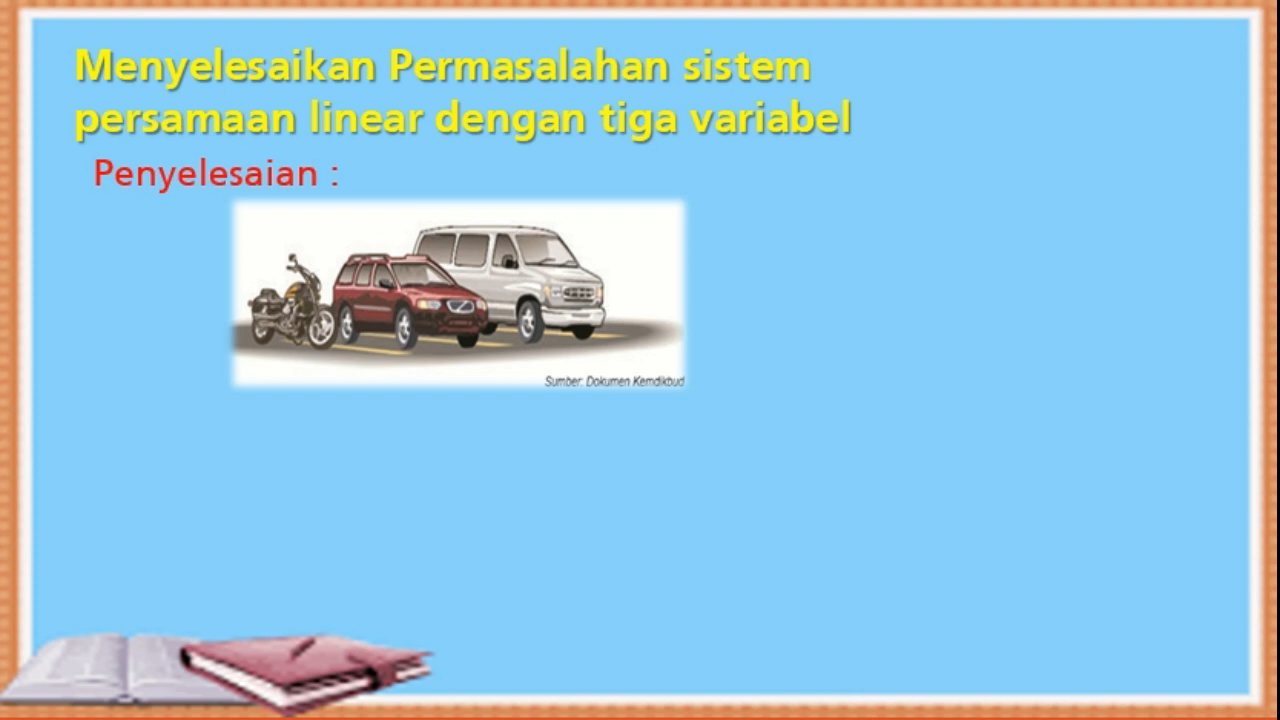 Menyelesaikan Permasalahan sistem
persamaan linear dengan tiga variabel
Penyelesaian :
Sumber: Dokumen Kemdikbud